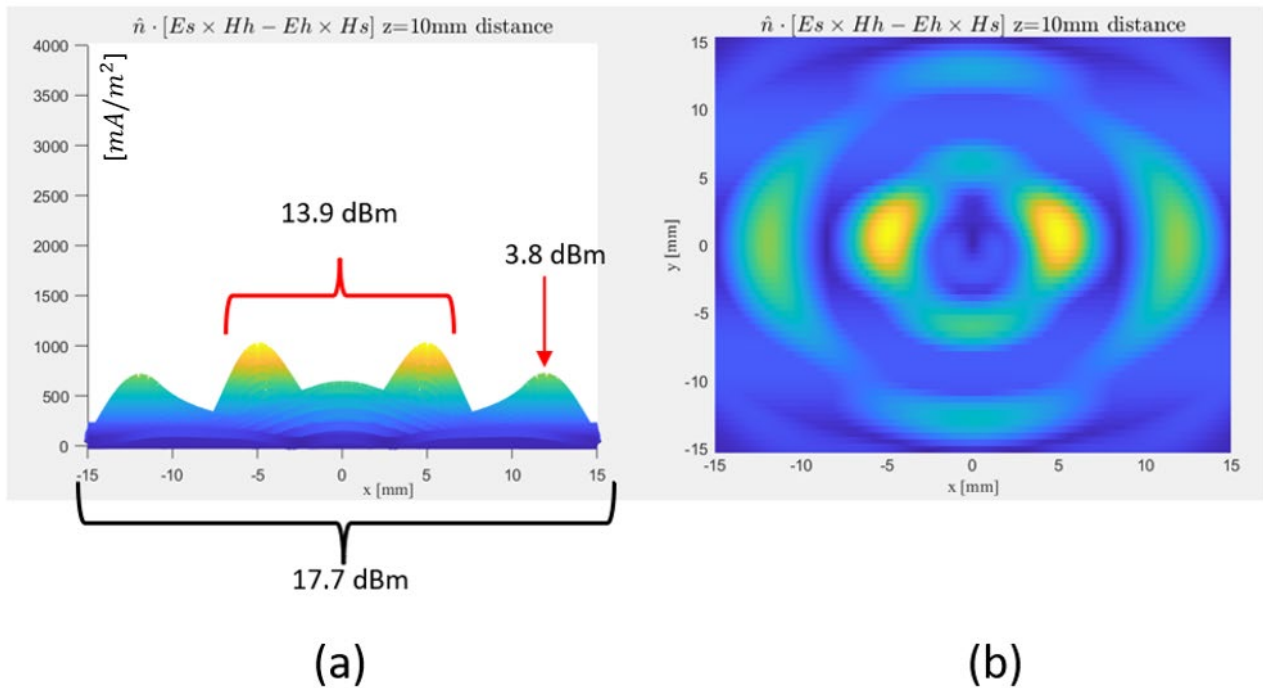 n̂ · [Es × Hh − Eh × Hs] z=10mm distance
4000
3500
3000
2500
2000
1500
1000
500
0
[mA/m²]
13.9 dBm
3.8 dBm
-15
-10
-5
0
5
10
15
x [mm]
17.7 dBm
(a)
n̂ · [Es × Hh − Eh × Hs] z=10mm distance
15
10
5
0
-5
-10
-15
y [mm]
-15
-10
-5
0
5
10
15
x [mm]
(b)